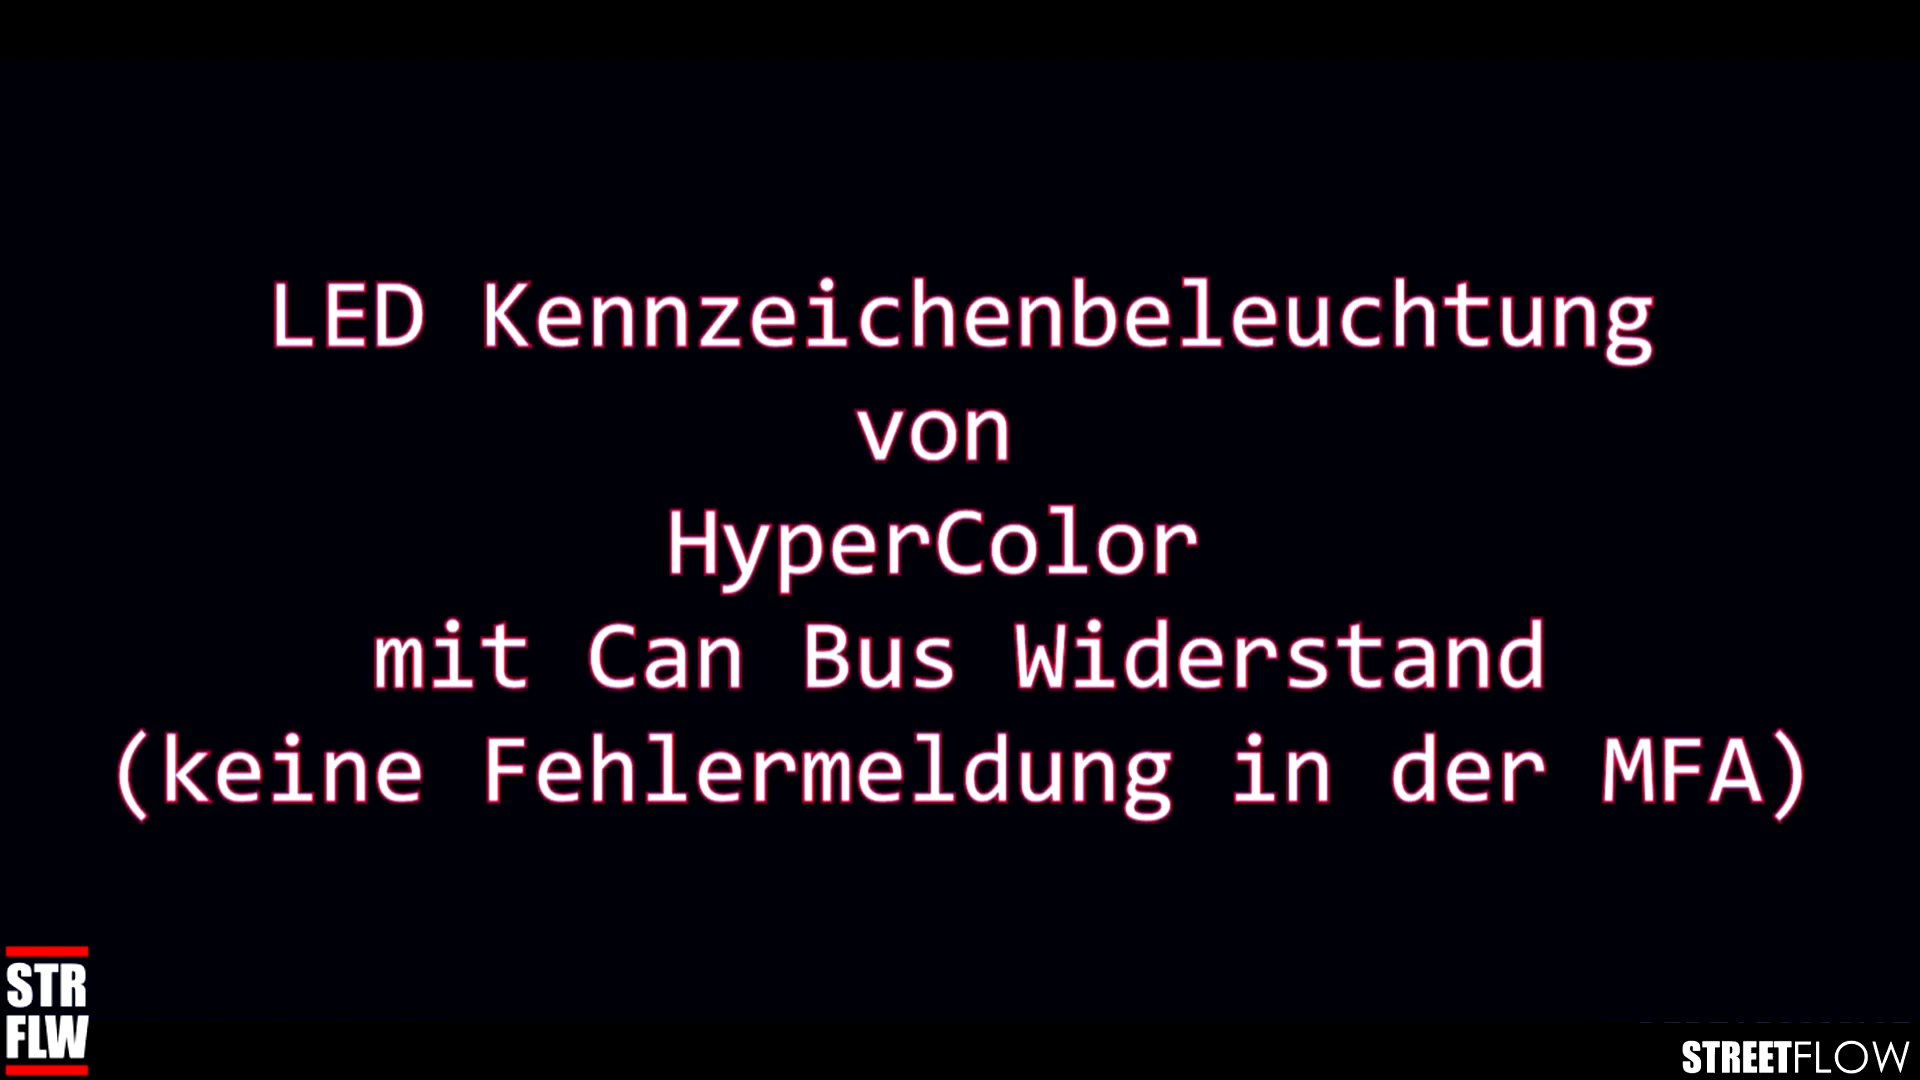 LED Kennzeichenbeleuchtung
von
HyperColor
mit Can Bus Widerstand
(keine Fehlermeldung in der MFA)
STR
FLW
STREETFLOW